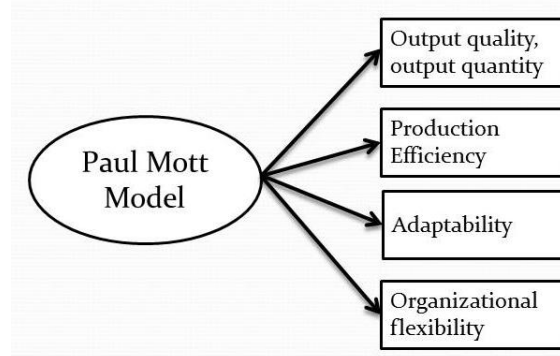 Paul Mott
Model
Output quality,
output quantity
Production
Efficiency
Adaptability
Organizational
flexibility